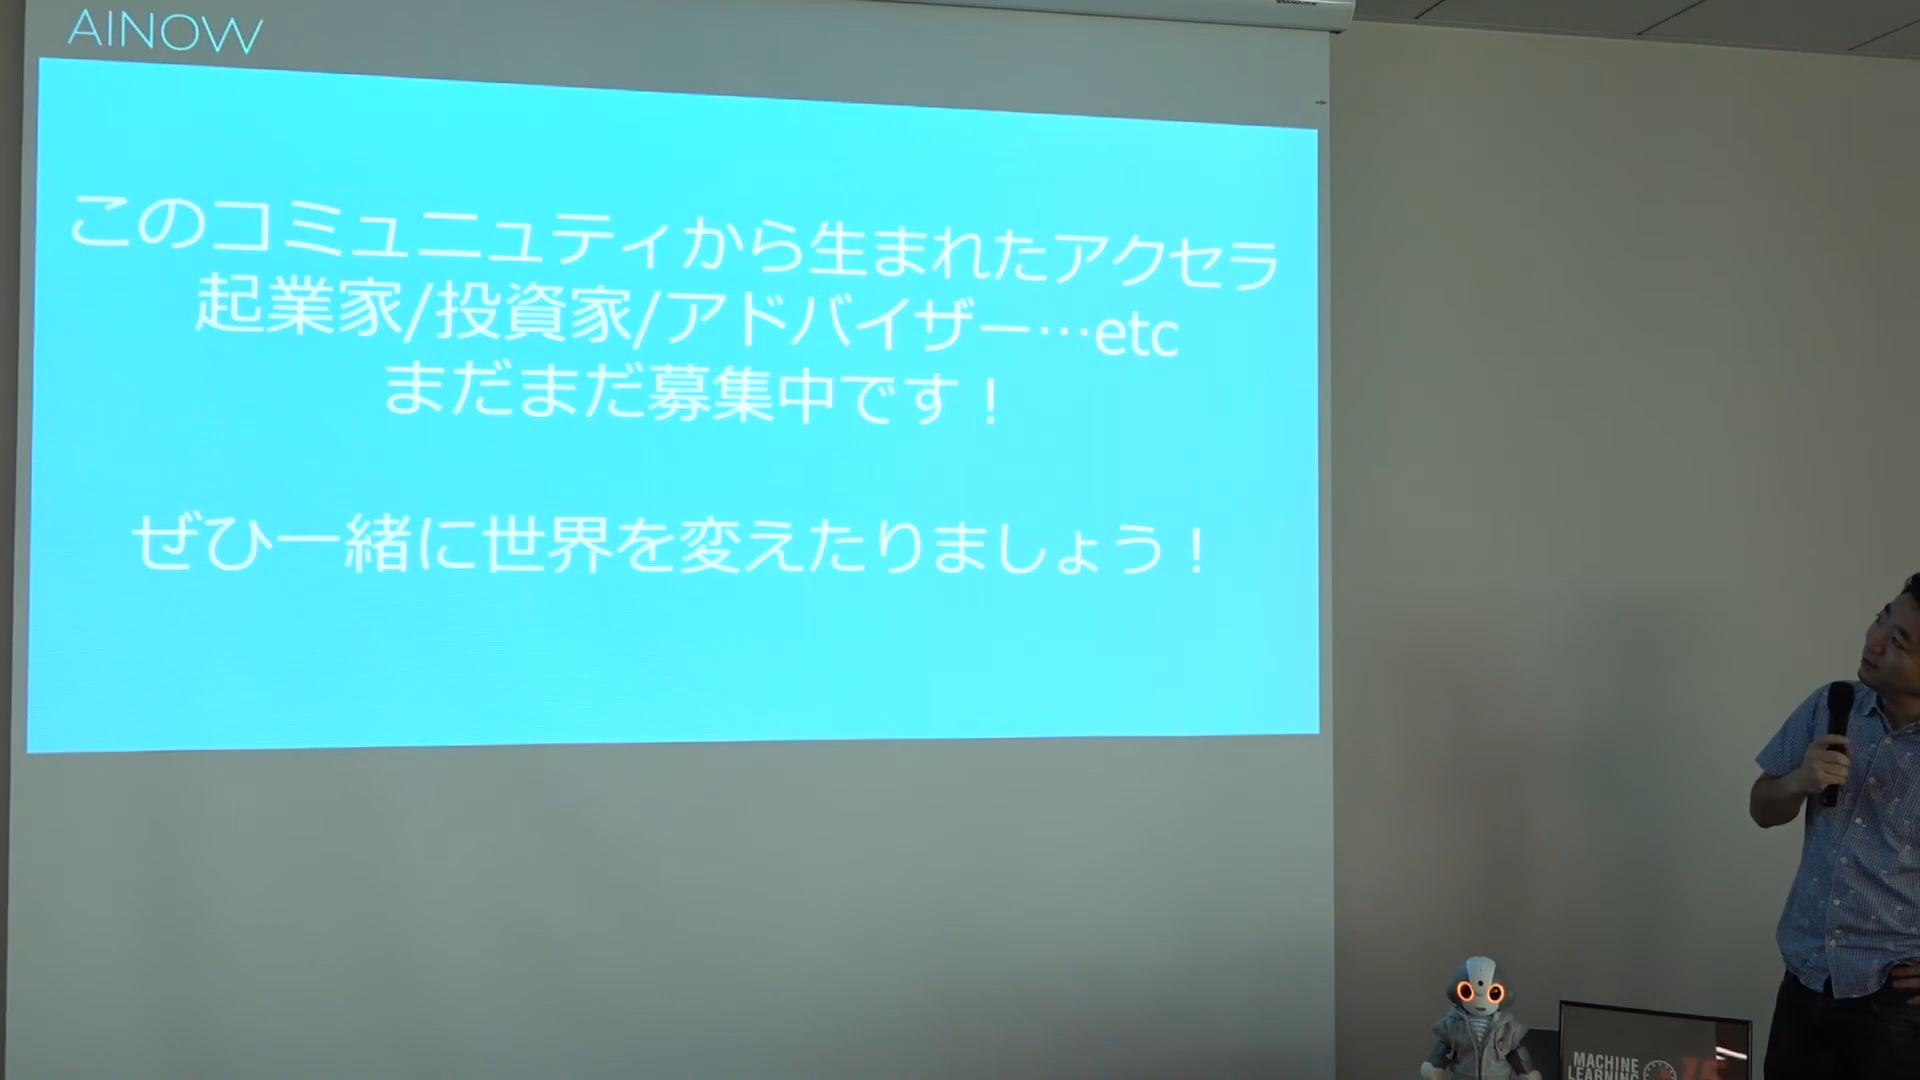 AINOW
このコミュニティから生まれたアクセラ
起業家/投資家/アドバイザー…etc
まだまだ募集中です！
ぜひ一緒に世界を変えたりましょう！
MACHINE
LEARNING
15